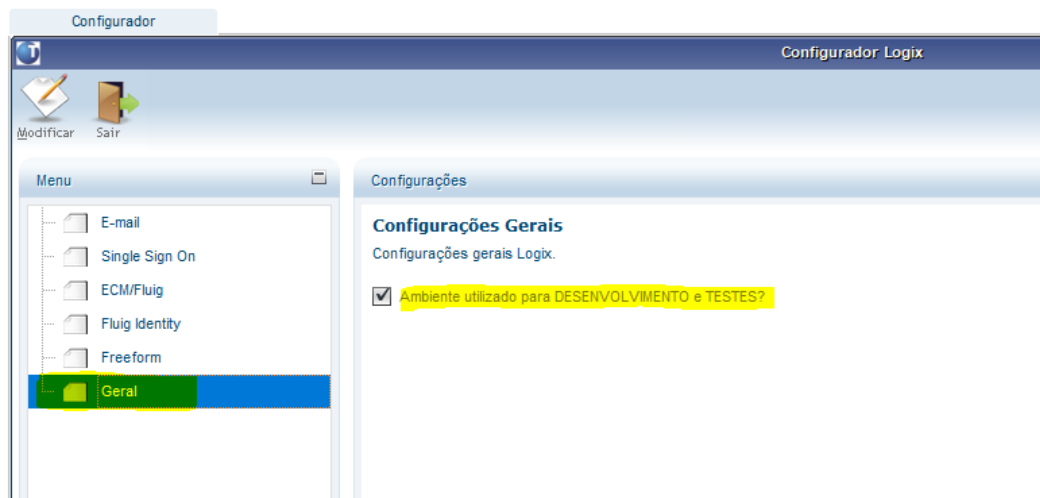 Configurador
Configurador Logix
Modificar
Sair
Menu
Configurações
E-mail
Single Sign On
ECM/Fluig
Fluig Identity
Freeform
Geral
Configurações Gerais
Configurações gerais Logix.
Ambiente utilizado para DESENVOLVIMENTO e TESTES?